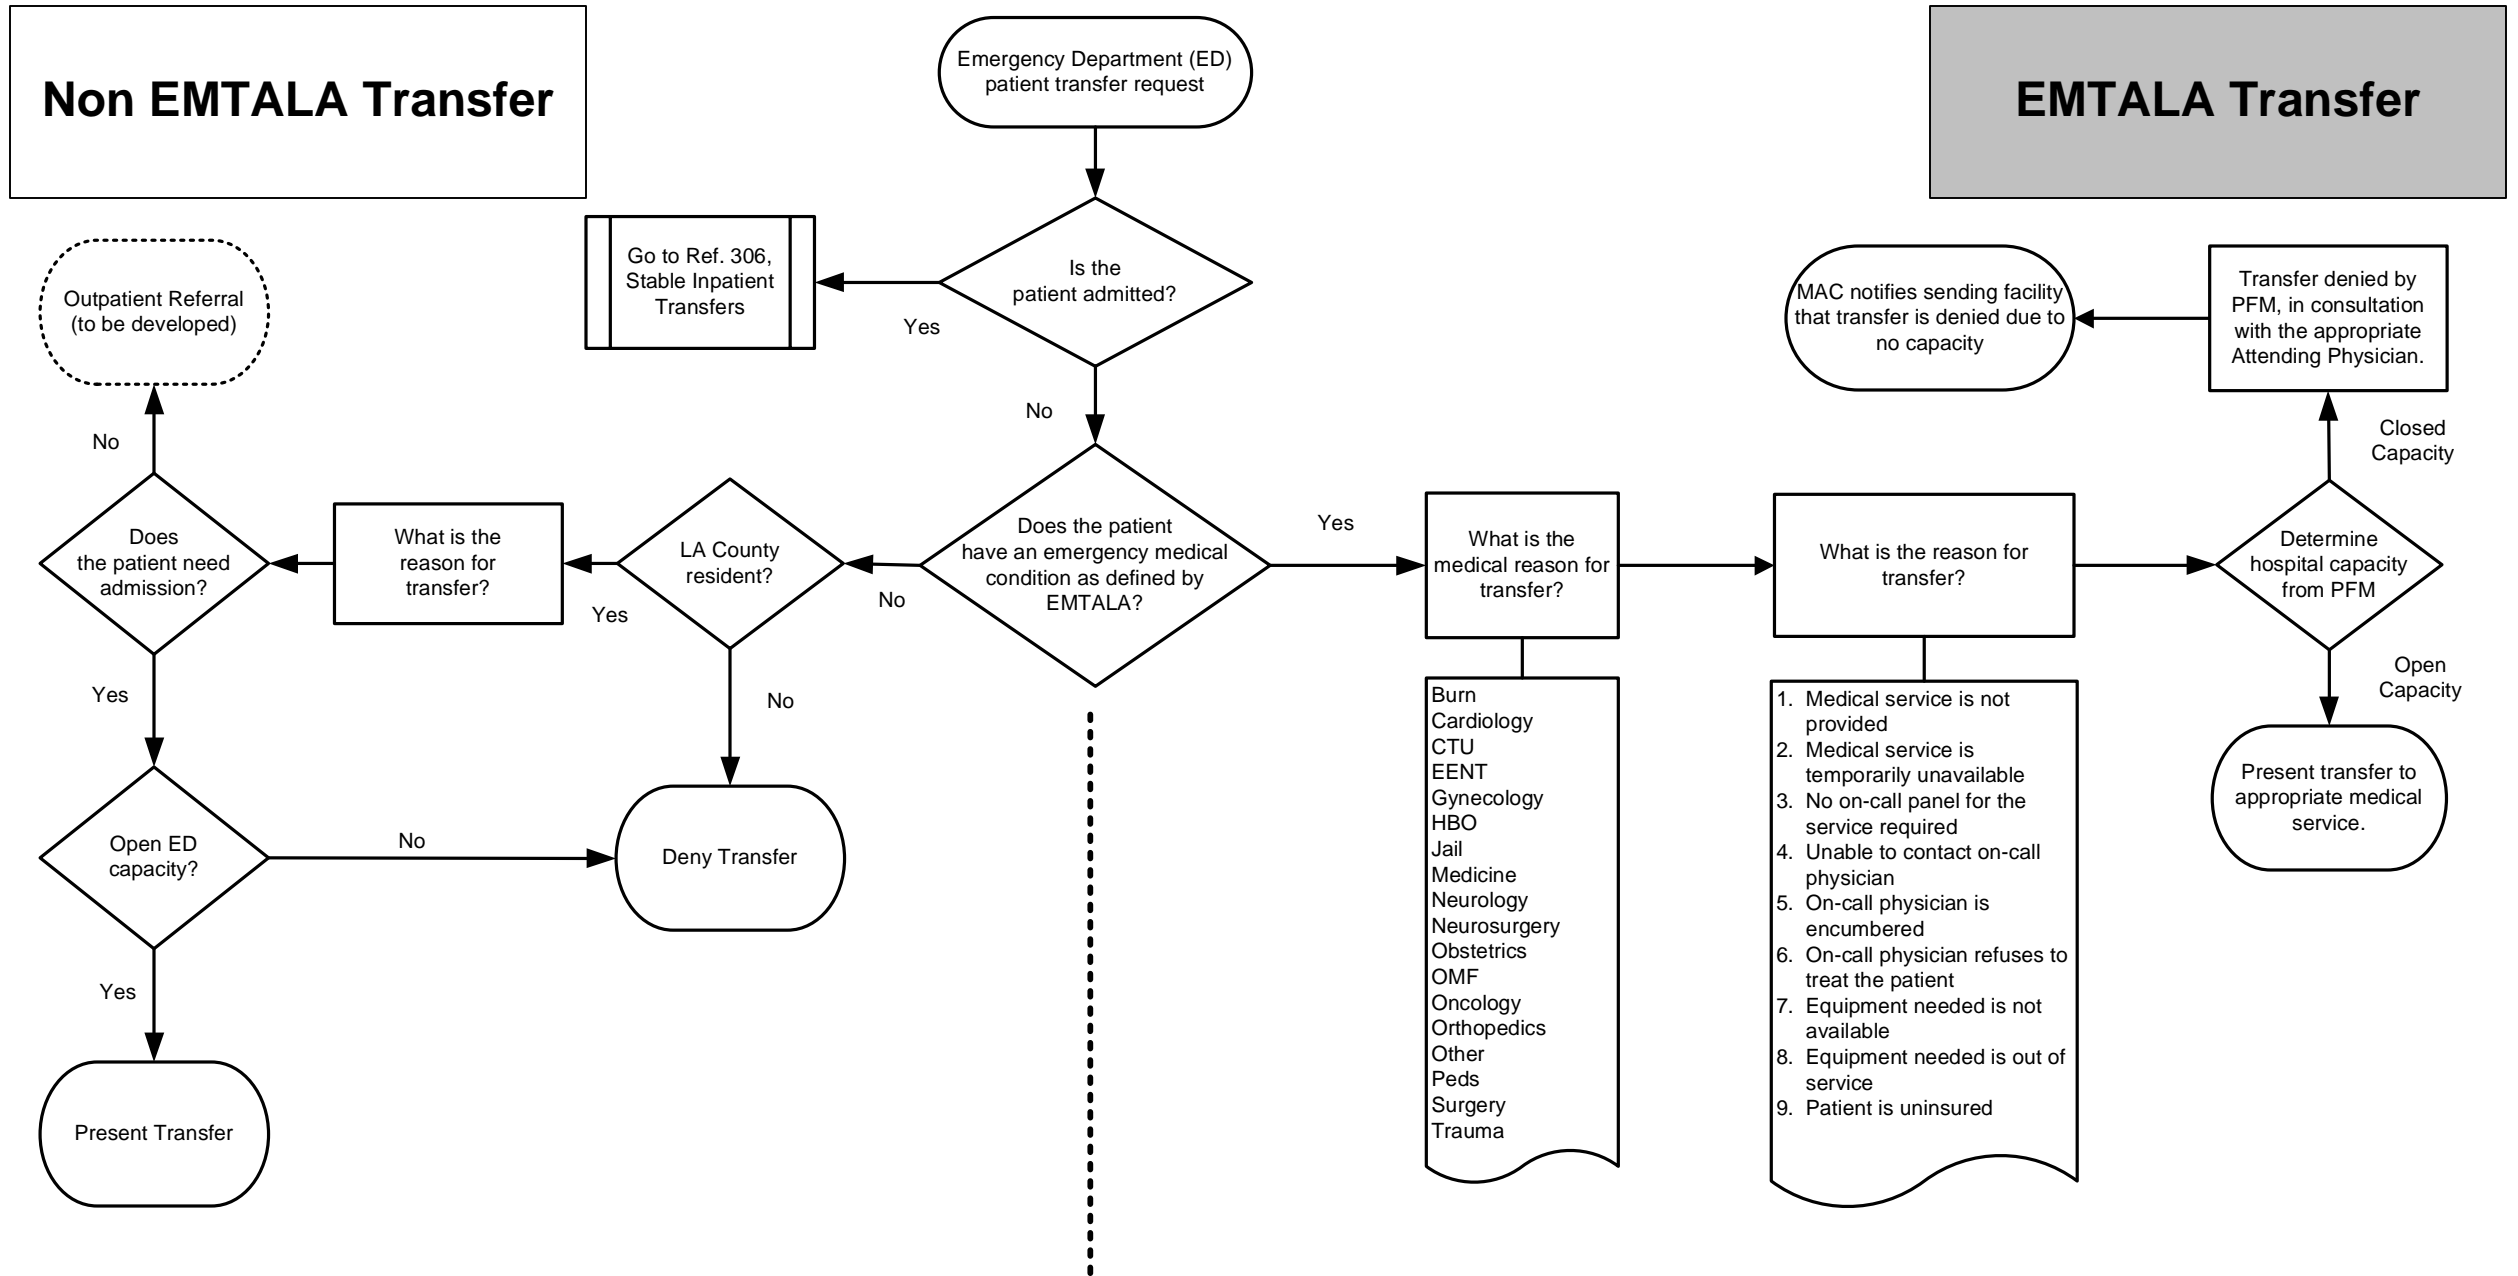 Non EMTALA Transfer
Emergency Department (ED)
patient transfer request
EMTALA Transfer
Is the
patient admitted?
Yes
Go to Ref. 306,
Stable Inpatient
Transfers
No
Does the patient
have an emergency medical
condition as defined by
EMTALA?
No
LA County
resident?
Yes
What is the
reason for
transfer?
Does
the patient need
admission?
No
Outpatient Referral
(to be developed)
Yes
Open ED
capacity?
No
Deny Transfer
No
Yes
Present Transfer
Yes
What is the
medical reason for
transfer?
Burn
Cardiology
CTU
EENT
Gynecology
HBO
Jail
Medicine
Neurology
Neurosurgery
Obstetrics
OMF
Oncology
Orthopedics
Other
Peds
Surgery
Trauma
What is the reason for
transfer?
1. Medical service is not
provided
2. Medical service is
temporarily unavailable
3. No on-call panel for the
service required
4. Unable to contact on-call
physician
5. On-call physician is
encumbered
6. On-call physician refuses to
treat the patient
7. Equipment needed is not
available
8. Equipment needed is out of
service
9. Patient is uninsured
Determine
hospital capacity
from PFM
Closed
Capacity
Transfer denied by
PFM, in consultation
with the appropriate
Attending Physician.
MAC notifies sending facility
that transfer is denied due to
no capacity
Open
Capacity
Present transfer to
appropriate medical
service.